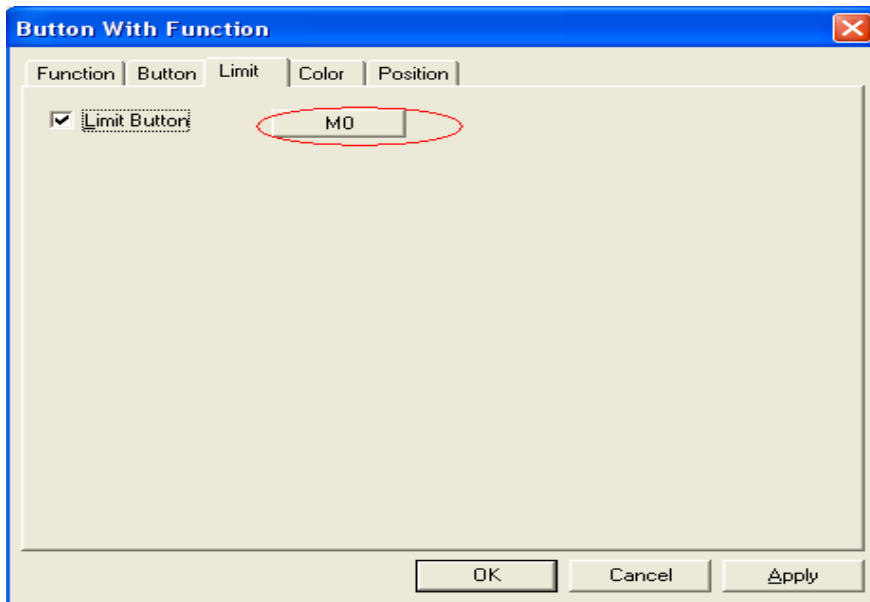 Button With Function
Function Button Limit Color Position
Limit Button M0
OK Cancel Apply